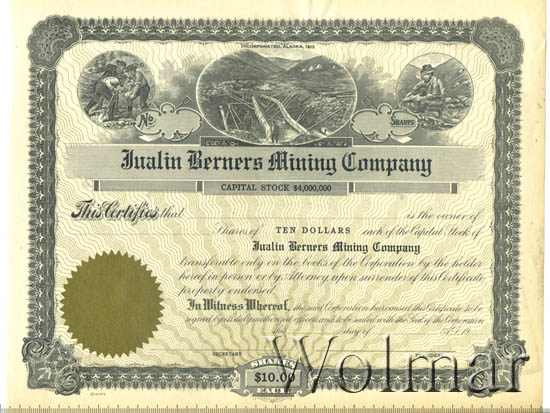 INCORPORATED, ALASKA, 1913
No
SHARES
Jualin Berners Mining Company
CAPITAL STOCK $4,000,000
This Certifies that is the owner of
Shares of TEN DOLLARS each of the Capital Stock of
Jualin Berners Mining Company
transferable only on the books of the Corporation by the holder
hereof in person or by Attorney upon surrender of this Certificate
properly endorsed.
In Witness Whereof, the said Corporation has caused this Certificate to be
signed by its duly authorized officers and to be sealed with the Seal of the Corporation
this day of A.D. 19
SECRETARY PRESIDENT
SHARES
$10.00
EACH
Wolmar